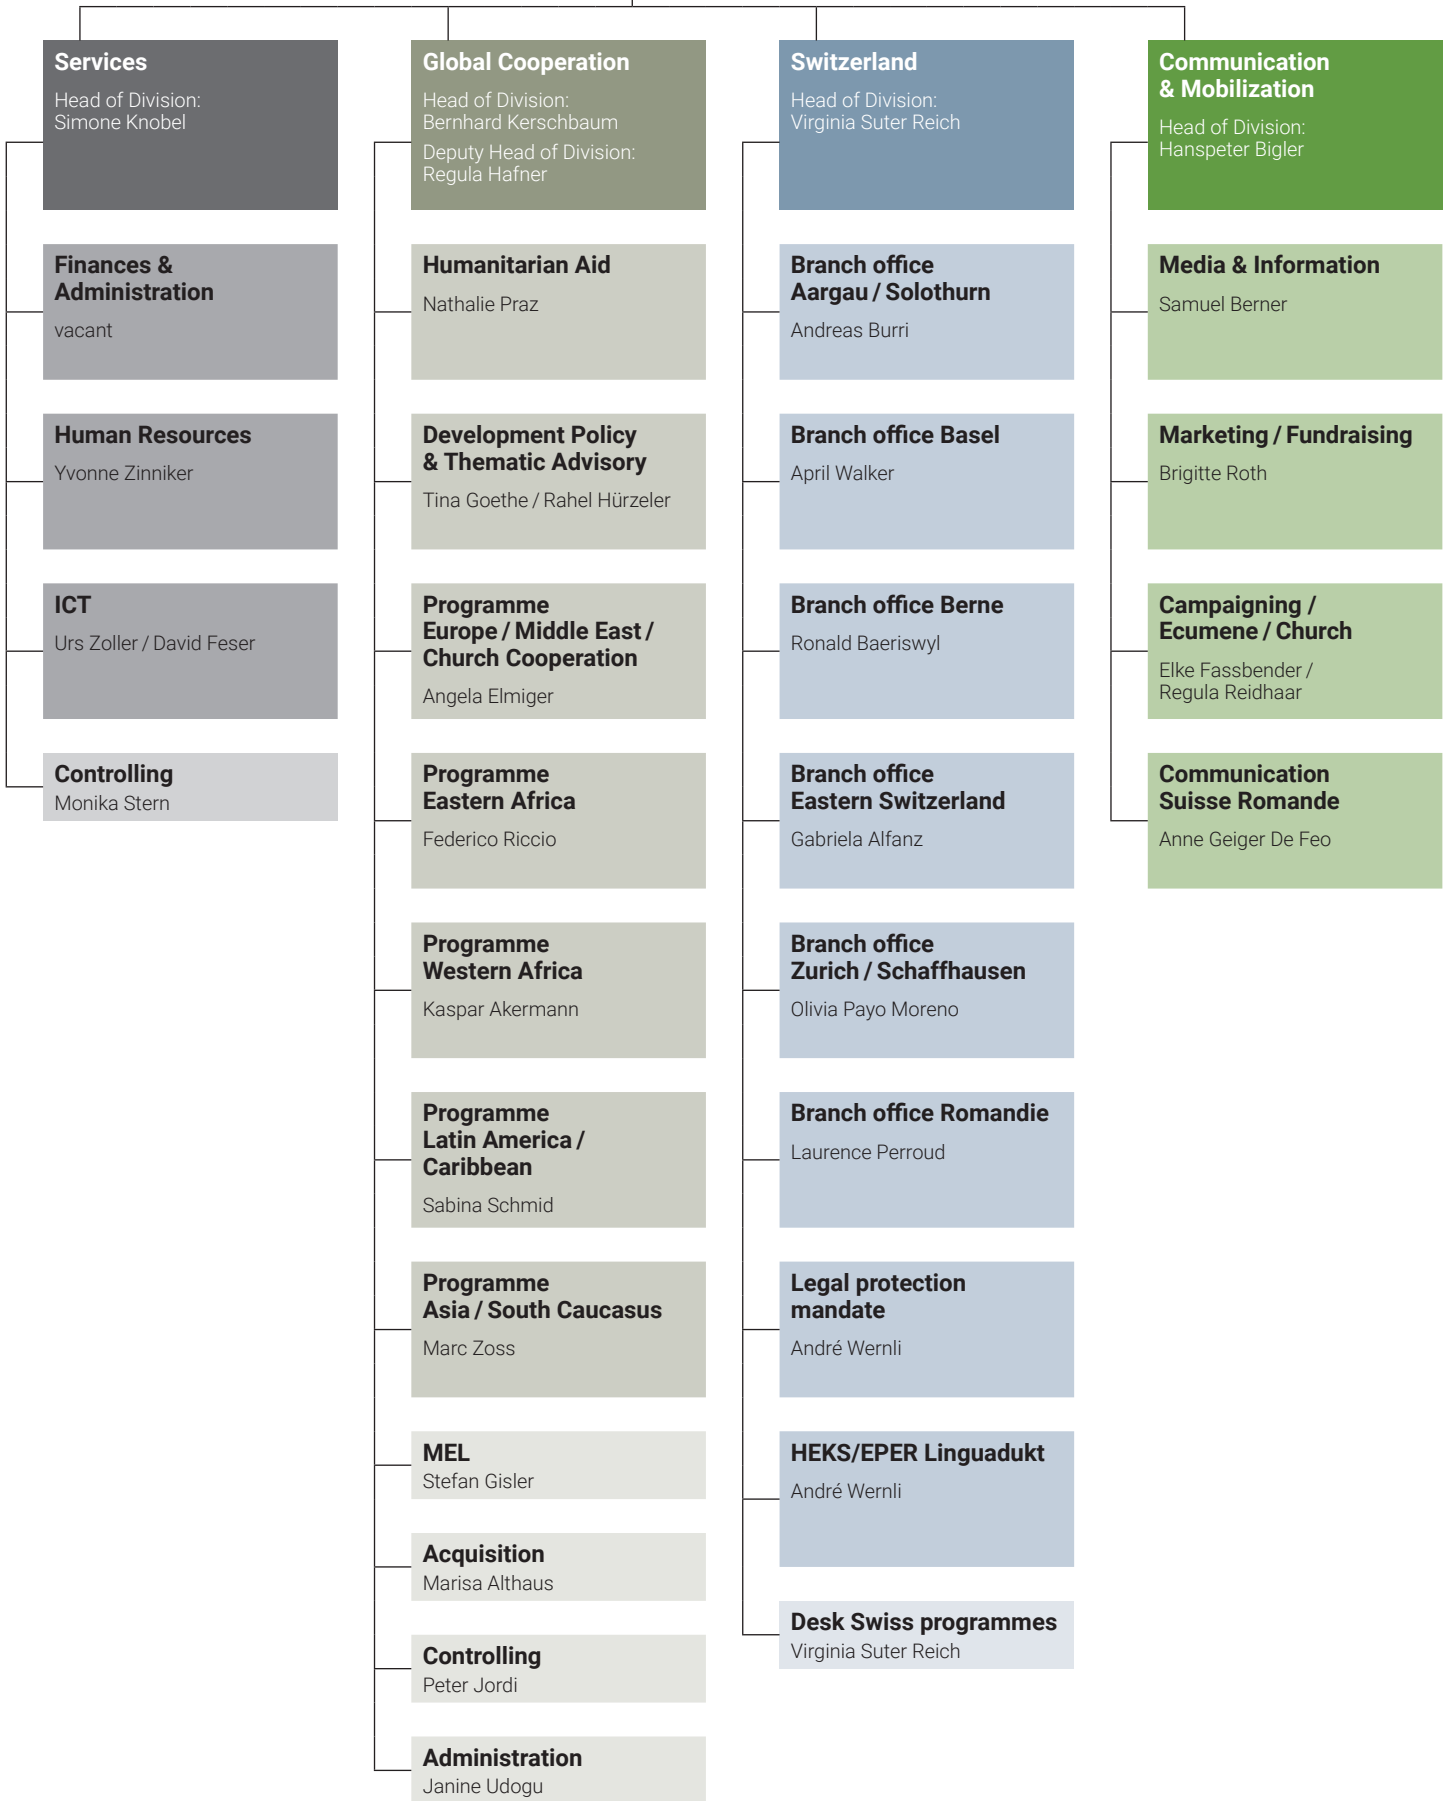 Services
Head of Division:
Simone Knobel
Finances &
Administration
vacant
Human Resources
Yvonne Zinniker
ICT
Urs Zoller / David Feser
Controlling
Monika Stern
Global Cooperation
Head of Division:
Bernhard Kerschbaum
Deputy Head of Division:
Regula Hafner
Humanitarian Aid
Nathalie Praz
Development Policy
& Thematic Advisory
Tina Goethe / Rahel Hürzeler
Programme
Europe / Middle East /
Church Cooperation
Angela Elmiger
Programme
Eastern Africa
Federico Riccio
Programme
Western Africa
Kaspar Akermann
Programme
Latin America /
Caribbean
Sabina Schmid
Programme
Asia / South Caucasus
Marc Zoss
MEL
Stefan Gisler
Acquisition
Marisa Althaus
Controlling
Peter Jordi
Administration
Janine Udogu
Switzerland
Head of Division:
Virginia Suter Reich
Branch office
Aargau / Solothurn
Andreas Burri
Branch office Basel
April Walker
Branch office Berne
Ronald Baeriswyl
Branch office
Eastern Switzerland
Gabriela Alfanz
Branch office
Zurich / Schaffhausen
Olivia Payo Moreno
Branch office Romandie
Laurence Perroud
Legal protection
mandate
André Wernli
HEKS/EPER Linguadukt
André Wernli
Desk Swiss programmes
Virginia Suter Reich
Communication
& Mobilization
Head of Division:
Hanspeter Bigler
Media & Information
Samuel Berner
Marketing / Fundraising
Brigitte Roth
Campaigning /
Ecumene / Church
Elke Fassbender /
Regula Reidhaar
Communication
Suisse Romande
Anne Geiger De Feo